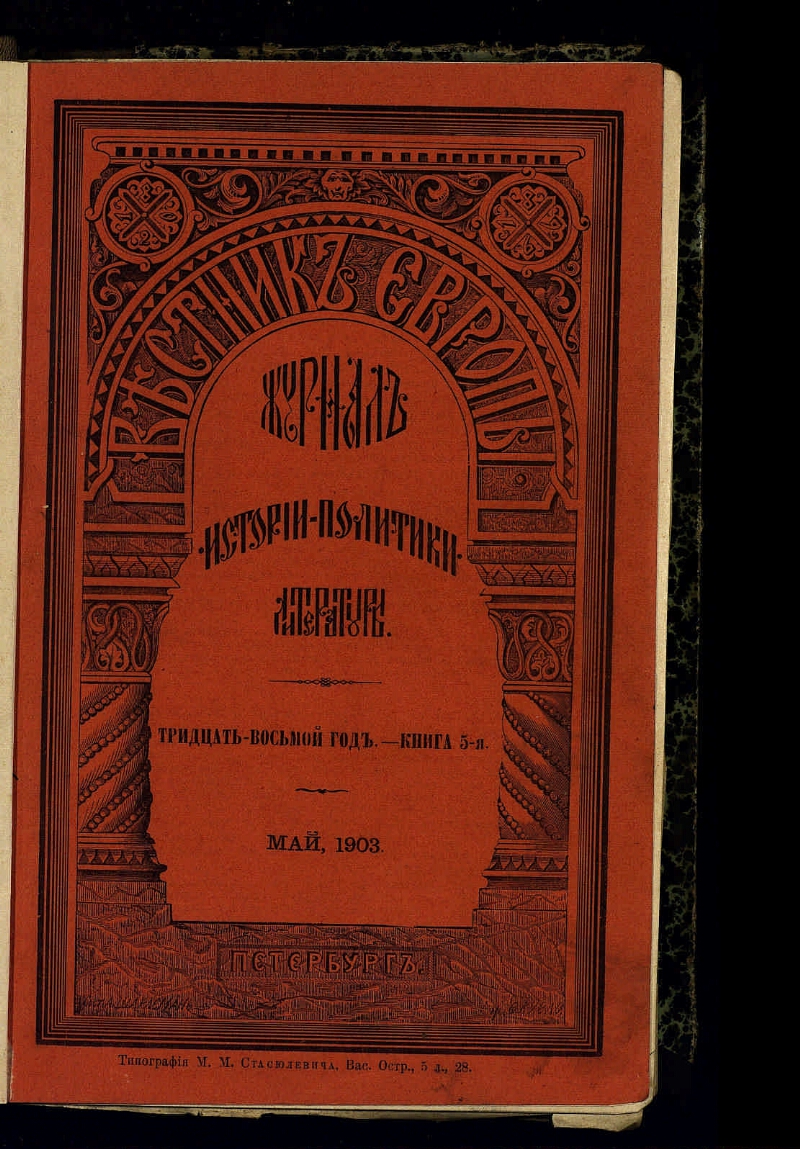 ВѢСТНИКЪ ЄВРОПЫ
ЖУРНАЛЪ
ИСТОРІИ-ПОЛИТИКИ
ЛИТЕРАТУРЫ.
ТРИДЦАТЬ-ВОСЬМОЙ ГОДЪ.—КНИГА 5-я.
МАЙ, 1903.
ПЕТЕРБУРГЪ.
Типографія М. М. Стасюлевича, Вас. Остр., 5 л., 28.